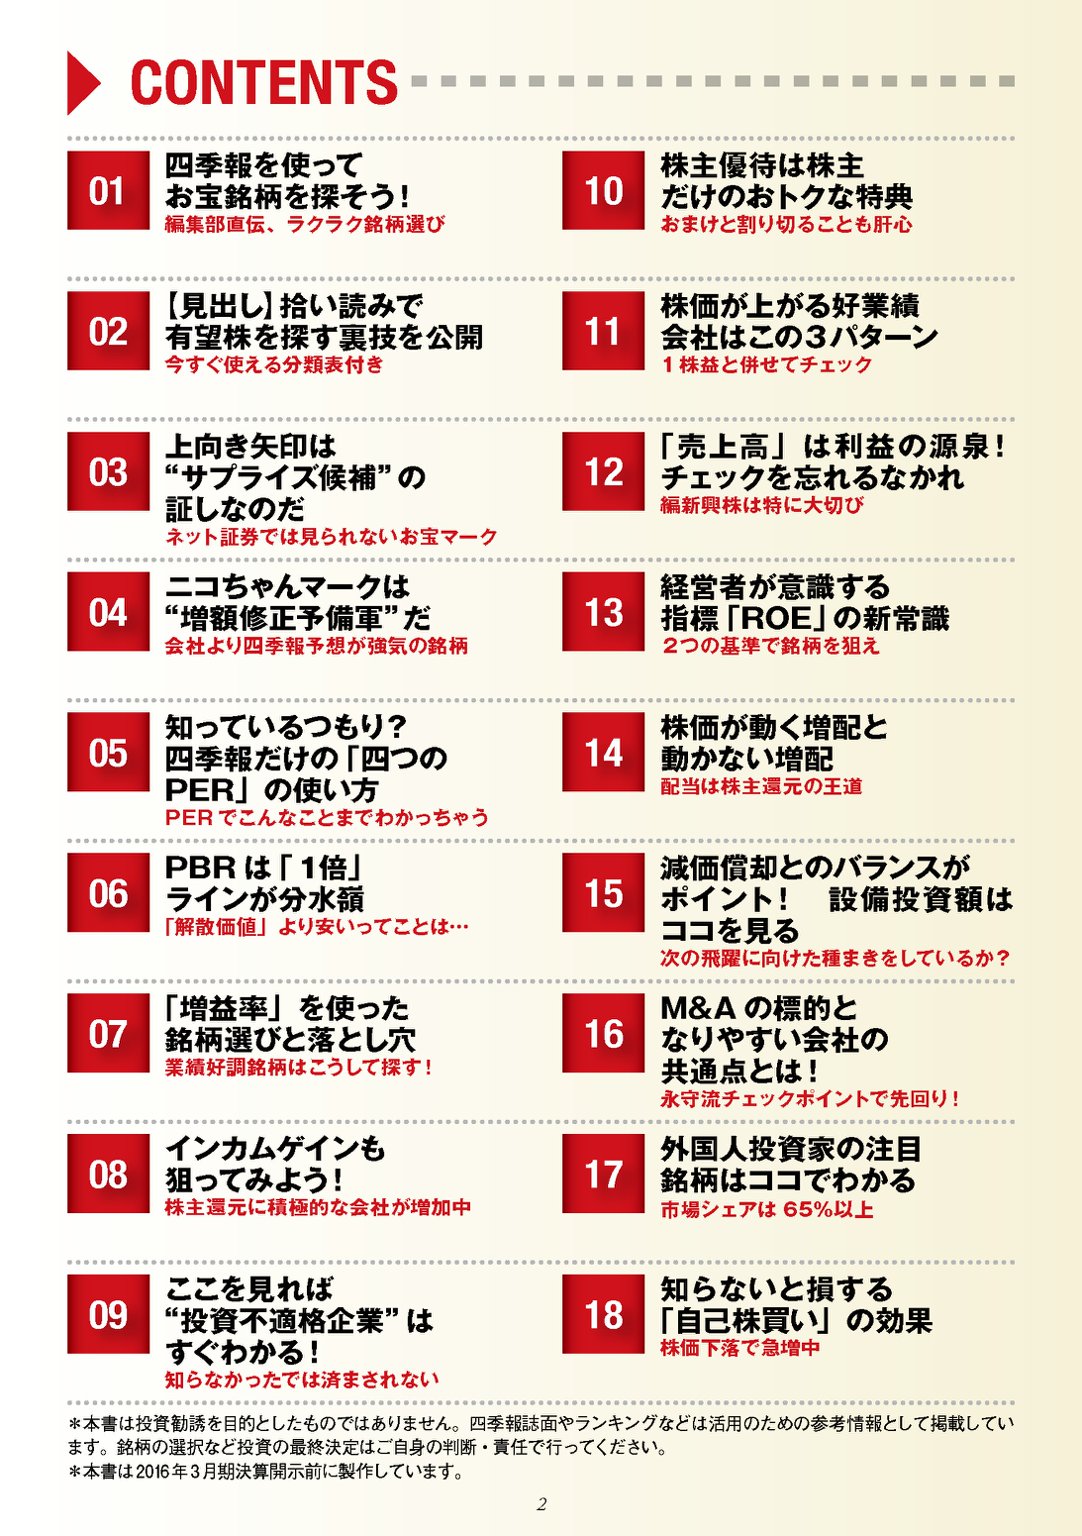 CONTENTS
01
四季報を使って
お宝銘柄を探そう！
編集部直伝、ラクラク銘柄選び
02
【見出し】拾い読みで
有望株を探す裏技を公開
今すぐ使える分類表付き
03
上向き矢印は
“サプライズ候補”の
証しなのだ
ネット証券では見られないお宝マーク
04
ニコちゃんマークは
“増額修正予備軍”だ
会社より四季報予想が強気の銘柄
05
知っているつもり？
四季報だけの「四つの
PER」の使い方
PERでこんなことまでわかっちゃう
06
PBRは「1倍」
ラインが分水嶺
「解散価値」より安いってことは…
07
「増益率」を使った
銘柄選びと落とし穴
業績好調銘柄はこうして探す！
08
インカムゲインも
狙ってみよう！
株主還元に積極的な会社が増加中
09
ここを見れば
“投資不適格企業”は
すぐわかる！
知らなかったでは済まされない
10
株主優待は株主
だけのおトクな特典
おまけと割り切ることも肝心
11
株価が上がる好業績
会社はこの3パターン
1株益と併せてチェック
12
「売上高」は利益の源泉！
チェックを忘れるなかれ
編新興株は特に大切び
13
経営者が意識する
指標「ROE」の新常識
2つの基準で銘柄を狙え
14
株価が動く増配と
動かない増配
配当は株主還元の王道
15
減価償却とのバランスが
ポイント！　設備投資額は
ココを見る
次の飛躍に向けた種まきをしているか？
16
M&Aの標的と
なりやすい会社の
共通点とは！
永守流チェックポイントで先回り！
17
外国人投資家の注目
銘柄はココでわかる
市場シェアは65%以上
18
知らないと損する
「自己株買い」の効果
株価下落で急増中
＊本書は投資勧誘を目的としたものではありません。四季報誌面やランキングなどは活用のための参考情報として掲載してい
ます。銘柄の選択など投資の最終決定はご自身の判断・責任で行ってください。
＊本書は2016年3月期決算開示前に製作しています。
2